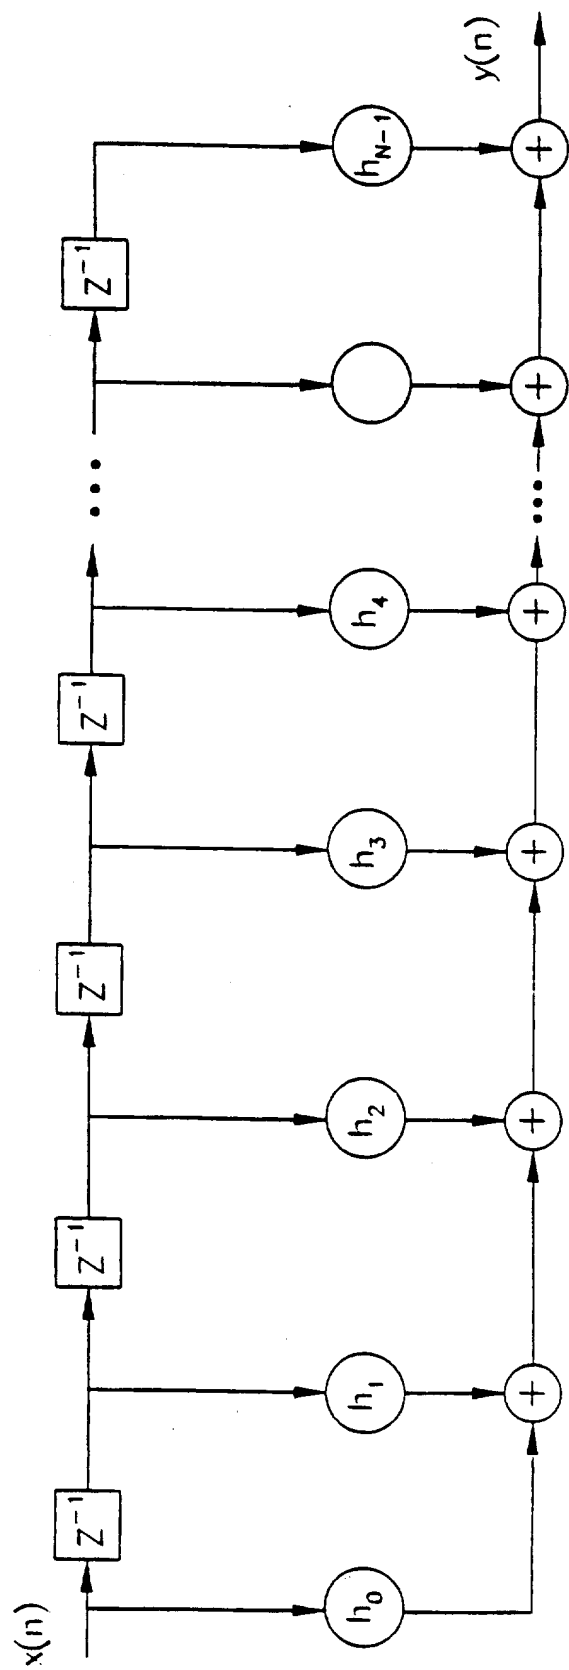 x(n)
Z⁻¹
Z⁻¹
Z⁻¹
Z⁻¹
Z⁻¹
h₀
h₁
h₂
h₃
h₄
hN−1
+
+
+
+
+
+
y(n)